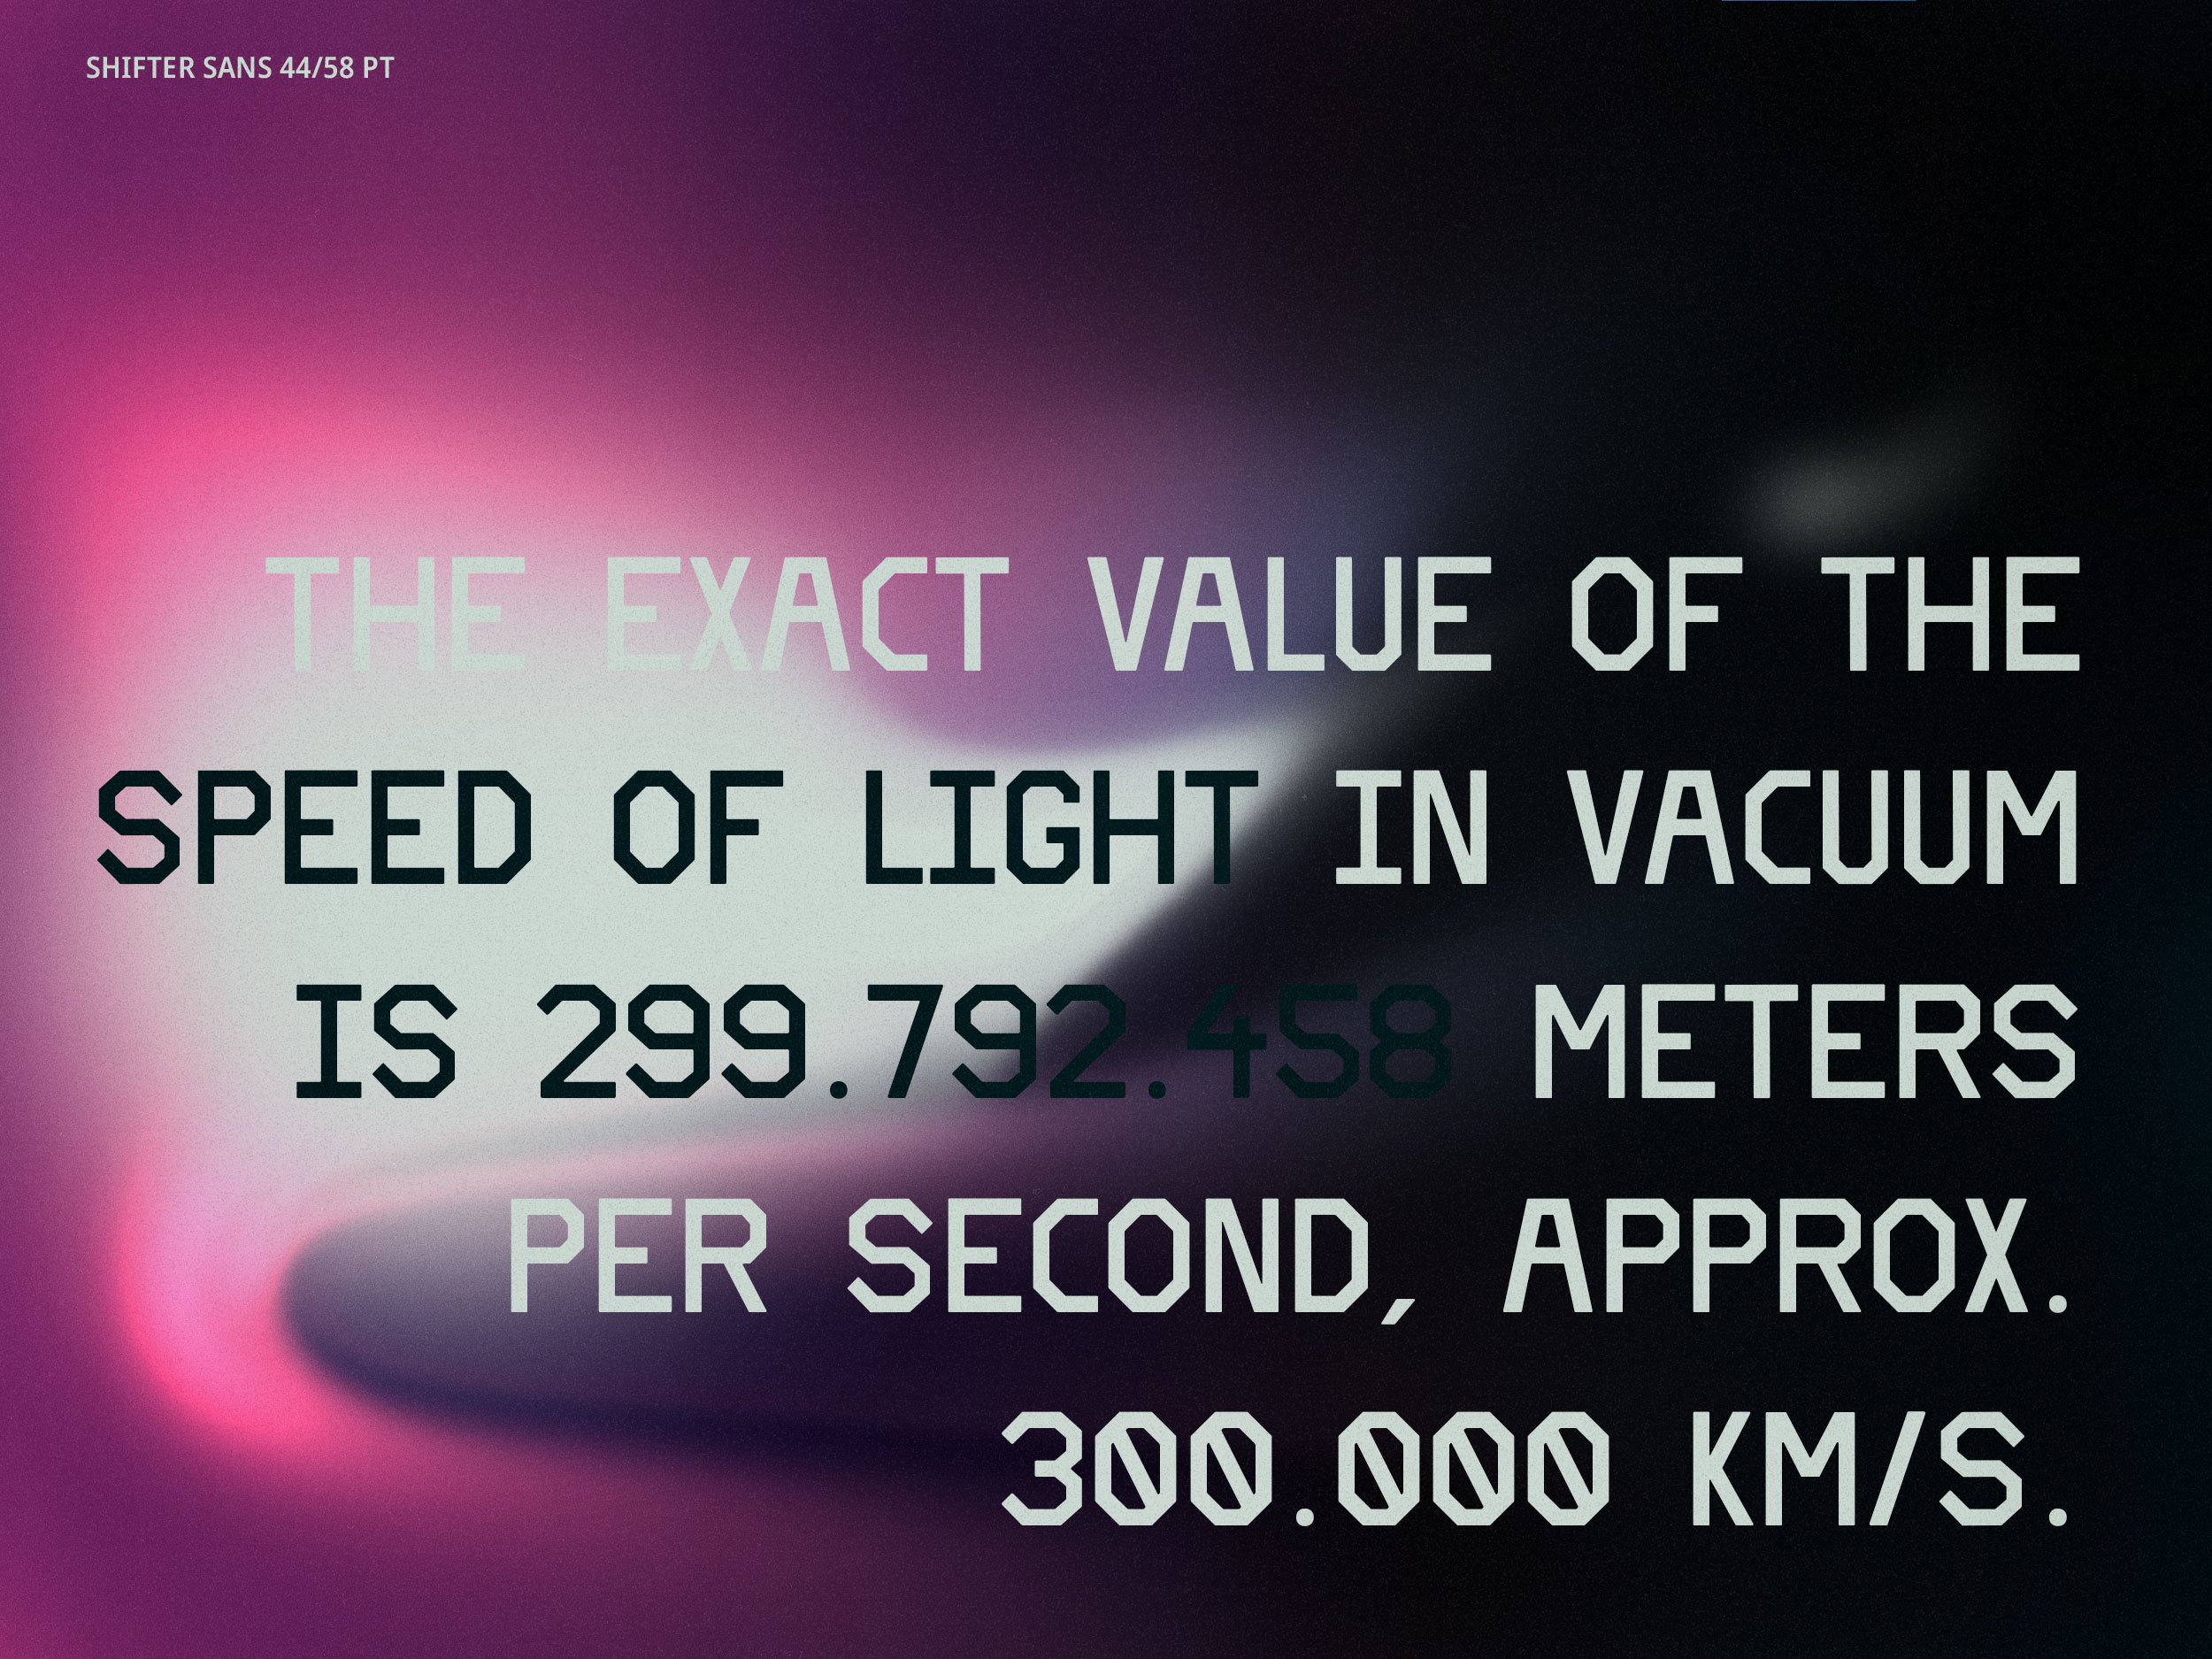 SHIFTER SANS 44/58 PT
THE EXACT VALUE OF THE
SPEED OF LIGHT IN VACUUM
IS 299.792.458 METERS
PER SECOND, APPROX.
300.000 KM/S.